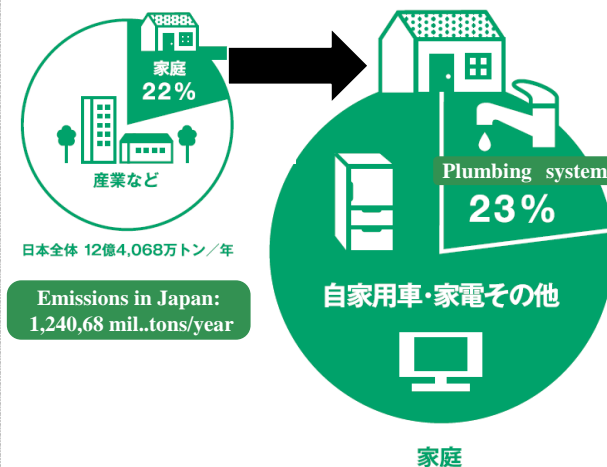 家庭
22%
産業など
日本全体 12億4,068万トン／年
Emissions in Japan:
1,240,68 mil..tons/year
Plumbing system
23%
自家用車・家電その他
家庭